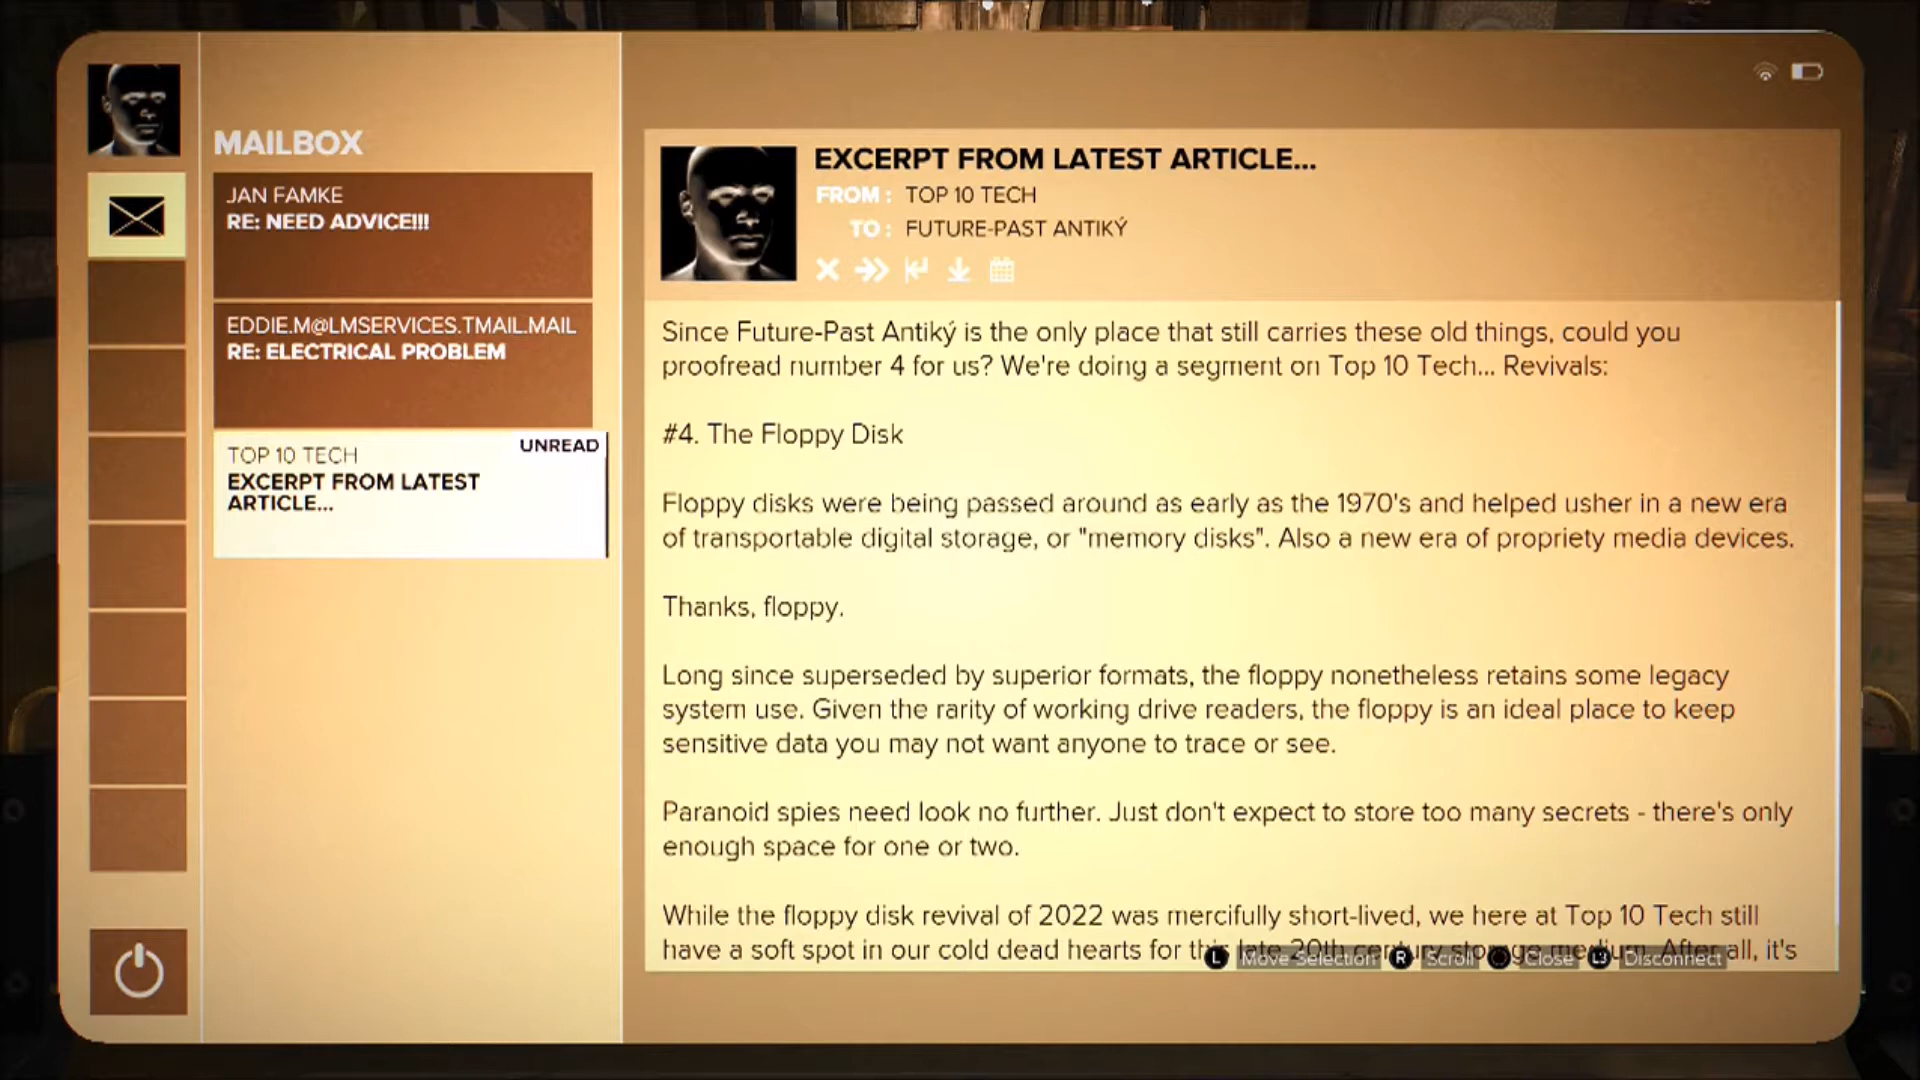 MAILBOX
JAN FAMKE
RE: NEED ADVICE!!!
EDDIE.M@LMSERVICES.TMAIL.MAIL
RE: ELECTRICAL PROBLEM
UNREAD
TOP 10 TECH
EXCERPT FROM LATEST
ARTICLE...
EXCERPT FROM LATEST ARTICLE...
FROM : TOP 10 TECH
TO : FUTURE-PAST ANTIKÝ
Since Future-Past Antiký is the only place that still carries these old things, could you
proofread number 4 for us? We're doing a segment on Top 10 Tech... Revivals:
#4. The Floppy Disk
Floppy disks were being passed around as early as the 1970's and helped usher in a new era
of transportable digital storage, or "memory disks". Also a new era of propriety media devices.
Thanks, floppy.
Long since superseded by superior formats, the floppy nonetheless retains some legacy
system use. Given the rarity of working drive readers, the floppy is an ideal place to keep
sensitive data you may not want anyone to trace or see.
Paranoid spies need look no further. Just don't expect to store too many secrets - there's only
enough space for one or two.
While the floppy disk revival of 2022 was mercifully short-lived, we here at Top 10 Tech still
have a soft spot in our cold dead hearts for this late 20th century storage medium. After all, it's
L Move Selection R Scroll Close L3 Disconnect